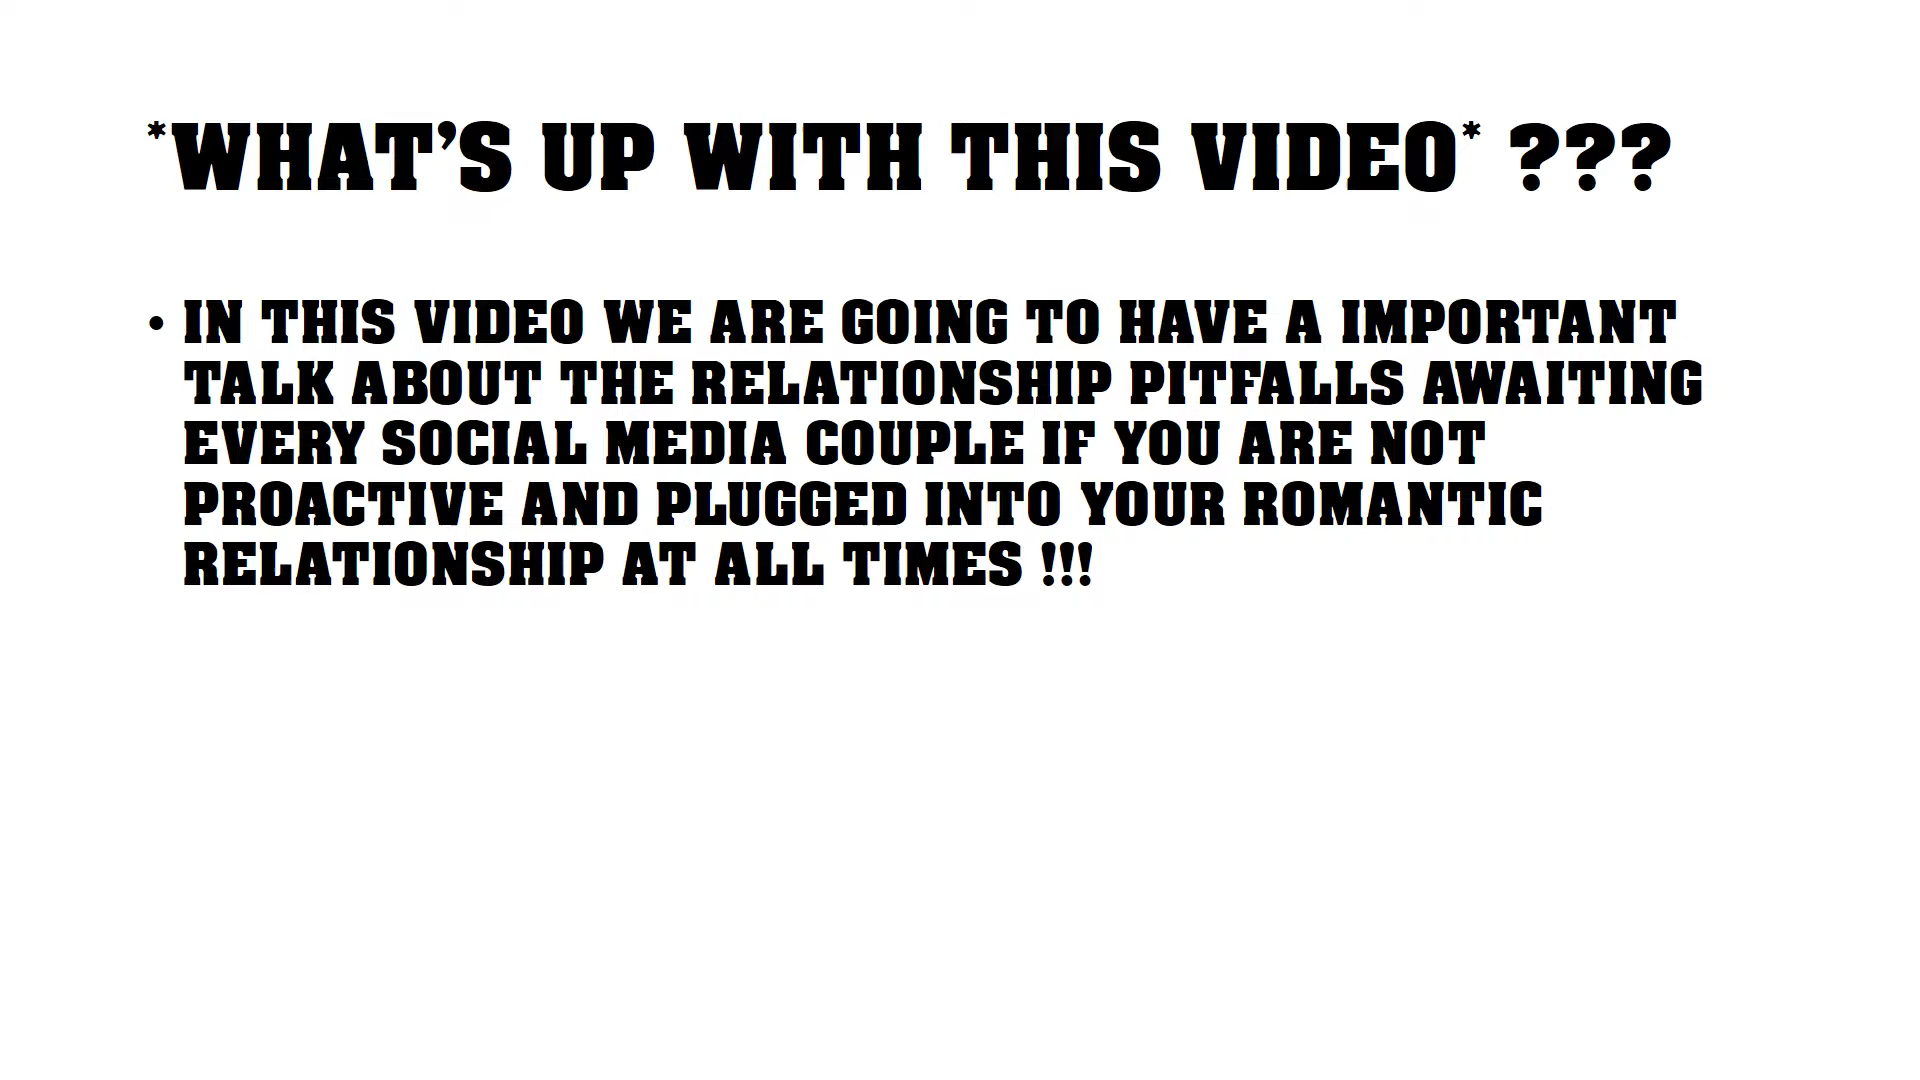 *WHAT’S UP WITH THIS VIDEO* ???
• IN THIS VIDEO WE ARE GOING TO HAVE A IMPORTANT
TALK ABOUT THE RELATIONSHIP PITFALLS AWAITING
EVERY SOCIAL MEDIA COUPLE IF YOU ARE NOT
PROACTIVE AND PLUGGED INTO YOUR ROMANTIC
RELATIONSHIP AT ALL TIMES !!!